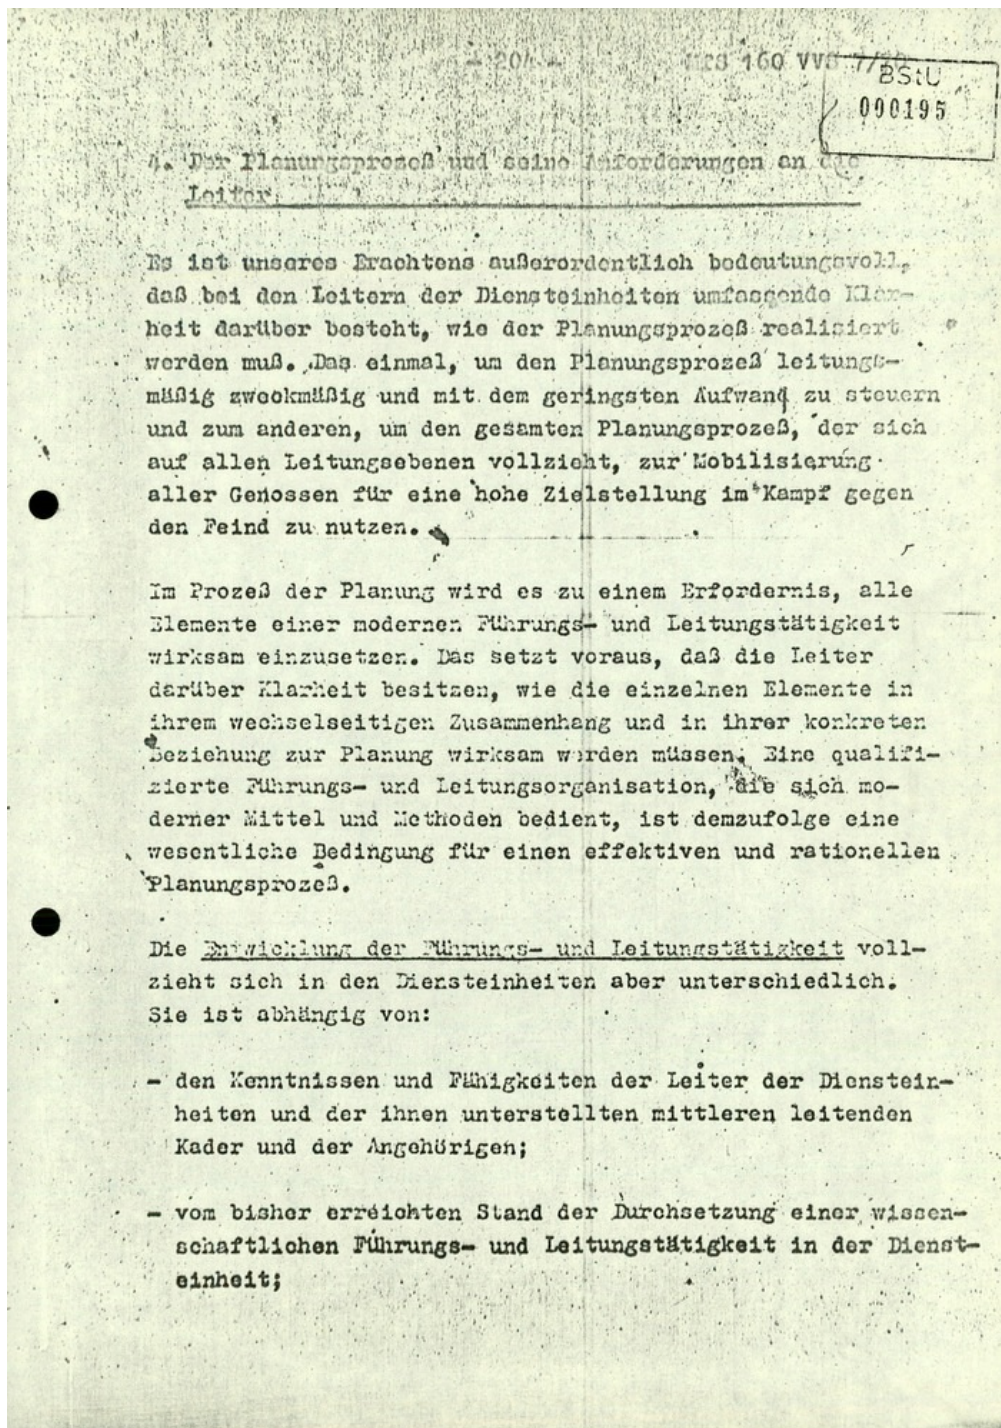 - 204 -
160 VVS 7/
BStU
000195
4. Der Planungsprozeß und seine Anforderungen an die
Leiter
Es ist unseres Erachtens außerordentlich bedeutungsvoll,
daß bei den Leitern der Diensteinheiten umfassende Klar-
heit darüber besteht, wie der Planungsprozeß realisiert
werden muß. Das einmal, um den Planungsprozeß leitungs-
mäßig zweckmäßig und mit dem geringsten Aufwand zu steuern
und zum anderen, um den gesamten Planungsprozeß, der sich
auf allen Leitungsebenen vollzieht, zur Mobilisierung
aller Genossen für eine hohe Zielstellung im Kampf gegen
den Feind zu nutzen.
Im Prozeß der Planung wird es zu einem Erfordernis, alle
Elemente einer modernen Führungs- und Leitungstätigkeit
wirksam einzusetzen. Das setzt voraus, daß die Leiter
darüber Klarheit besitzen, wie die einzelnen Elemente in
ihrem wechselseitigen Zusammenhang und in ihrer konkreten
Beziehung zur Planung wirksam werden müssen. Eine qualifi-
zierte Führungs- und Leitungsorganisation, die sich mo-
derner Mittel und Methoden bedient, ist demzufolge eine
wesentliche Bedingung für einen effektiven und rationellen
Planungsprozeß.
Die Entwicklung der Führungs- und Leitungstätigkeit voll-
zieht sich in den Diensteinheiten aber unterschiedlich.
Sie ist abhängig von:
- den Kenntnissen und Fähigkeiten der Leiter der Dienstein-
heiten und der ihnen unterstellten mittleren leitenden
Kader und der Angehörigen;
- vom bisher erreichten Stand der Durchsetzung einer wissen-
schaftlichen Führungs- und Leitungstätigkeit in der Dienst-
einheit;